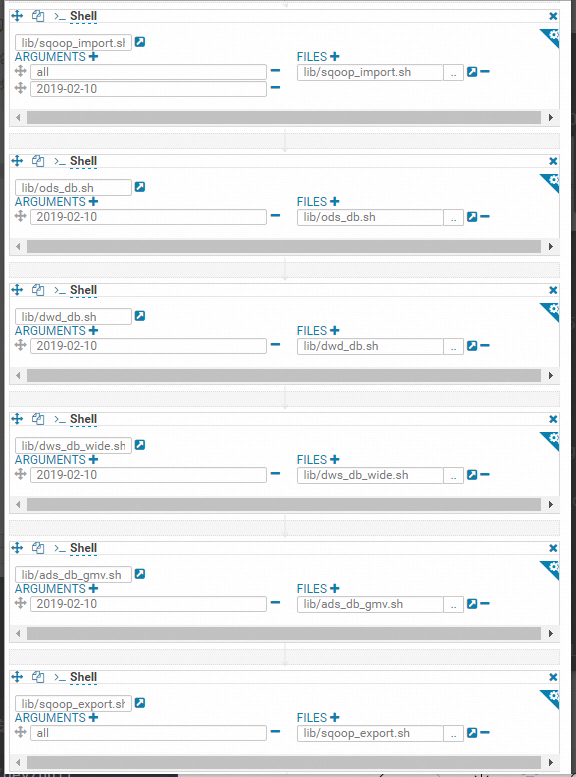 >_ Shell
lib/sqoop_import.sl
ARGUMENTS FILES
all lib/sqoop_import.sh ..
2019-02-10
>_ Shell
lib/ods_db.sh
ARGUMENTS FILES
2019-02-10 lib/ods_db.sh ..
>_ Shell
lib/dwd_db.sh
ARGUMENTS FILES
2019-02-10 lib/dwd_db.sh ..
>_ Shell
lib/dws_db_wide.sh
ARGUMENTS FILES
2019-02-10 lib/dws_db_wide.sh ..
>_ Shell
lib/ads_db_gmv.sh
ARGUMENTS FILES
2019-02-10 lib/ads_db_gmv.sh ..
>_ Shell
lib/sqoop_export.sh
ARGUMENTS FILES
all lib/sqoop_export.sh ..